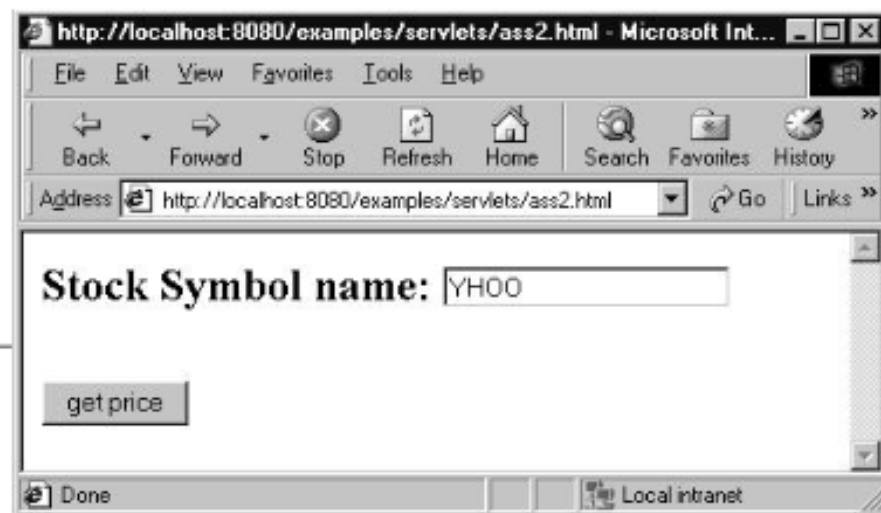 http://localhost:8080/examples/servlets/ass2.html - Microsoft Int...
File Edit View Favorites Tools Help
Back Forward Stop Refresh Home Search Favorites History »
Address http://localhost:8080/examples/servlets/ass2.html Go Links »
Stock Symbol name: YHOO
get price
Done Local intranet